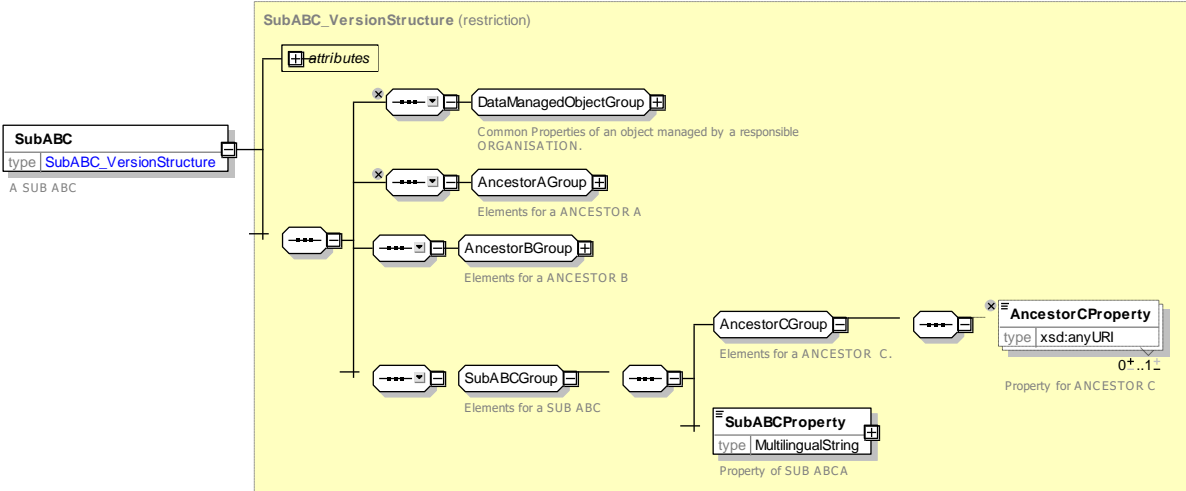 SubABC_VersionStructure (restriction)
attributes
DataManagedObjectGroup
Common Properties of an object managed by a responsible
ORGANISATION.
SubABC
type SubABC_VersionStructure
A SUB ABC
AncestorAGroup
Elements for a ANCESTOR A
AncestorBGroup
Elements for a ANCESTOR B
AncestorCGroup
Elements for a ANCESTOR C.
AncestorCProperty
type xsd:anyURI
0±..1±
Property for ANCESTOR C
SubABCGroup
Elements for a SUB ABC
SubABCProperty
type MultilingualString
Property of SUB ABCA